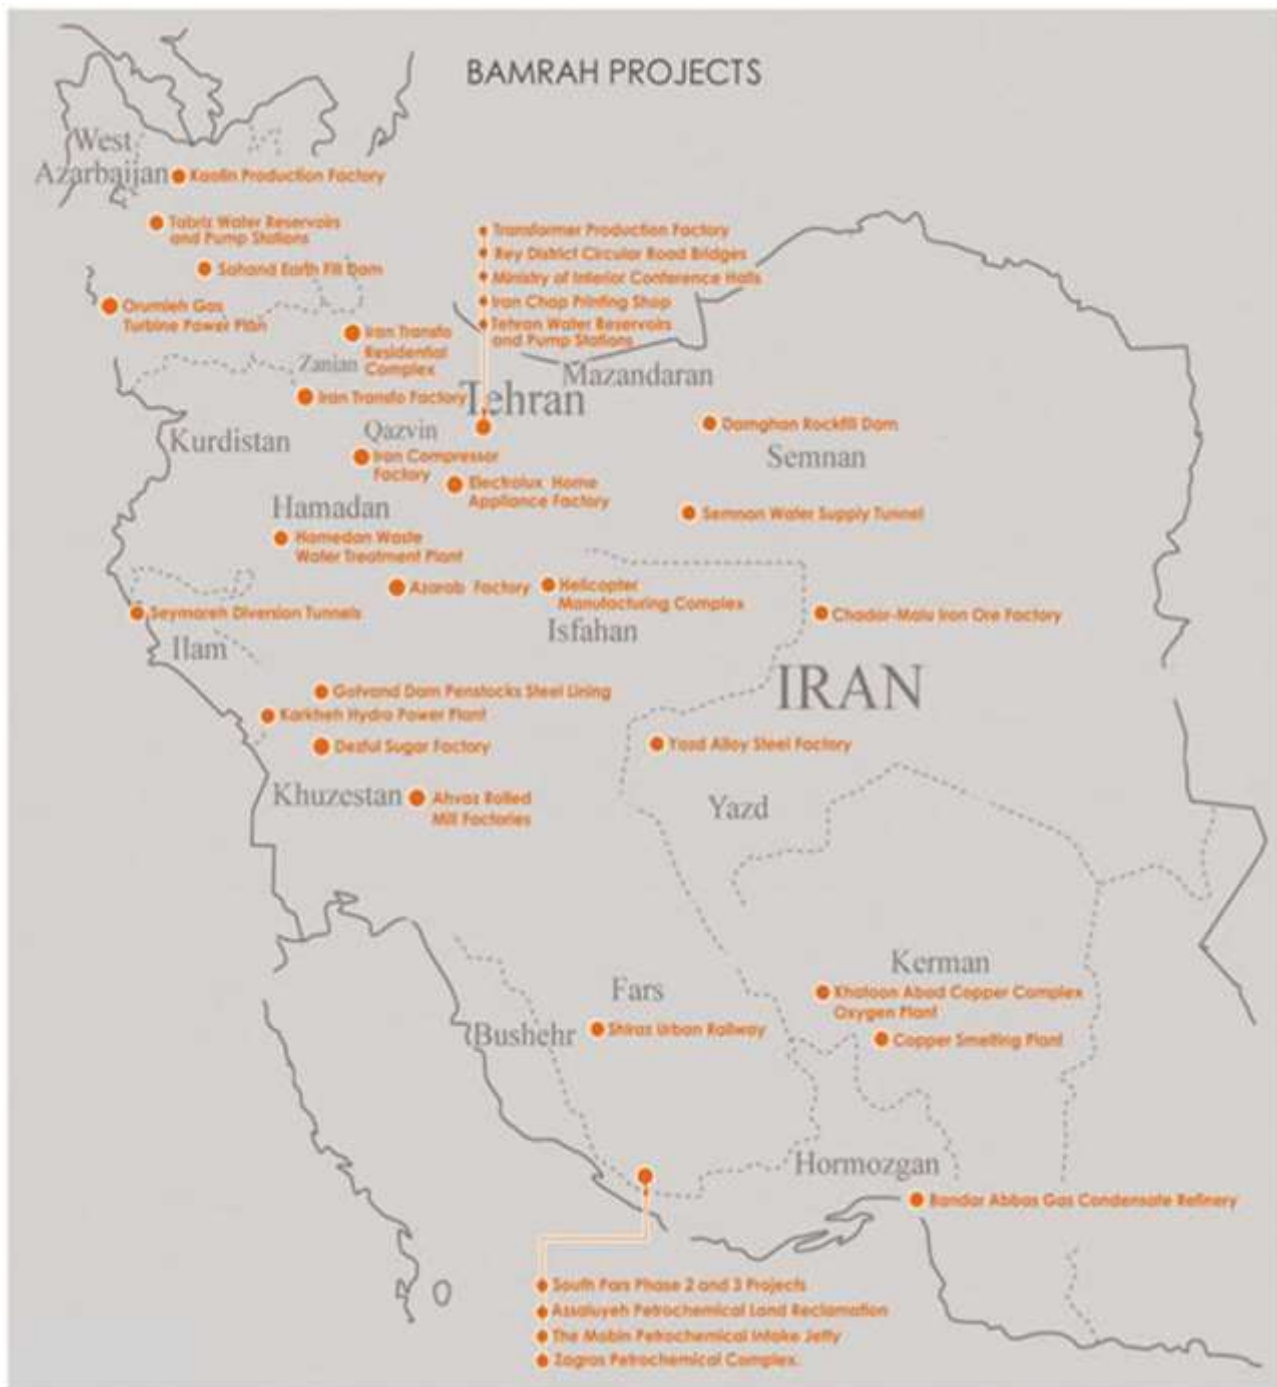 BAMRAH PROJECTS
West
Azarbaijan
Kaolin Production Factory
Tabriz Water Reservoirs
and Pump Stations
Sahand Earth Fill Dam
Orumieh Gas
Turbine Power Plan
Transformer Production Factory
Rey District Circular Road Bridges
Ministry of Interior Conference Halls
Iran Chap Printing Shop
Tehran Water Reservoirs
and Pump Stations
Iran Transfo
Residential
Complex
Zanjan
Mazandaran
Iran Transfo Factory
Tehran
Kurdistan
Qazvin
Damghan Rockfill Dam
Semnan
Iran Compressor
Factory
Electrolux Home
Appliance Factory
Hamadan
Semnan Water Supply Tunnel
Hamedan Waste
Water Treatment Plant
Azarab Factory
Helicopter
Manufacturing Complex
Isfahan
Seymareh Diversion Tunnels
Ilam
Chador-Malu Iron Ore Factory
IRAN
Gotvand Dam Penstocks Steel Lining
Karkheh Hydro Power Plant
Dezful Sugar Factory
Yazd Alloy Steel Factory
Khuzestan
Ahvaz Rolled
Mill Factories
Yazd
Kerman
Fars
Khatoon Abad Copper Complex
Oxygen Plant
Bushehr
Shiraz Urban Railway
Copper Smelting Plant
Hormozgan
Bandar Abbas Gas Condensate Refinery
South Pars Phase 2 and 3 Projects
Assaluyeh Petrochemical Land Reclamation
The Mobin Petrochemical Intake Jetty
Zagros Petrochemical Complex.